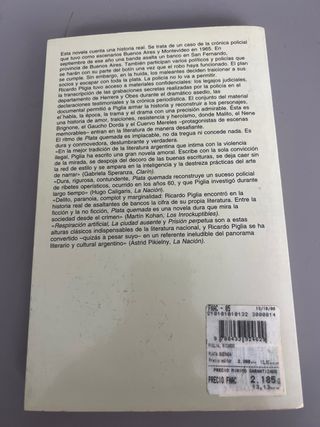 Esta novela cuenta una historia real. Se trata de un caso de la crónica policial
que tuvo como escenarios Buenos Aires y Montevideo en 1965. En
septiembre de ese año una banda asaltó un banco en San Fernando,
provincia de Buenos Aires. También participan varios políticos y policías que
se harán con su parte del botín una vez que el robo haya funcionado. El plan
se cumple. Sin embargo, en la huida, los maleantes deciden traicionar a sus
socios y escapar con toda la plata. La policía no se lo va a permitir.
Ricardo Piglia tuvo acceso a materiales confidenciales: los legajos judiciales,
la transcripción de las grabaciones secretas realizadas por la policía en el
departamento de Herrera y Obes durante el dramático asedio, las
declaraciones testimoniales y la crónica periodística. El conjunto del material
documental permitió a Piglia armar la historia y reconstruir a los personajes,
el habla, la época, la trama y el drama con una precisión admirable. Ésta es
una historia de amor, traiciones, resistencia y heroísmo, donde Malito, el Nene
Brignone, el Gaucho Dorda y el Cuervo Mereles –protagonistas de escenas
memorables– entran en la literatura de manera desafiante.
El ritmo de Plata quemada es implacable, no da tregua ni concede nada. Es
dura y conmovedora, deslumbrante y verdadera.
«En la mejor tradición de la literatura argentina que intima con la violencia
ilegal, Piglia ha escrito una gran novela amoral. Escribe con la sola convicción
de la mirada, se despoja del decoro de las buenas escrituras, se deja caer sin
la red de estilo y se ampara en la inteligencia y la destreza prácticas del arte
de narrar» (Gabriela Speranza, Clarín).
«Dura, rigurosa, contundente, Plata quemada reconstruye un suceso policial
de ribetes operísticos, ocurrido en los años 60, y que Piglia investigó durante
largo tiempo» (Hugo Caligaris, La Nación).
«Delito, paranoia, complot y marginalidad: Ricardo Piglia encontró en la
historia real de asaltantes de bancos la cifra de su propia literatura. Entre la
ficción y la no ficción, Plata quemada es una novela dura que mira la
sociedad desde el crimen» (Martín Kohan, Los Inrockuptibles).
«Respiración artificial, La ciudad ausente y Prisión perpetua son a estas
alturas clásicos indispensables de la literatura nacional, y Ricardo Piglia se ha
convertido –quizás a pesar suyo– en un referente ineludible del panorama
literario y cultural argentino» (Astrid Pikielny, La Nación).
FNAC - 05
PIGLIA, RICARDO
PLATA QUEMADA
PRECIO MINIMO GARANTIZADO
PRECIO FNAC
2.185